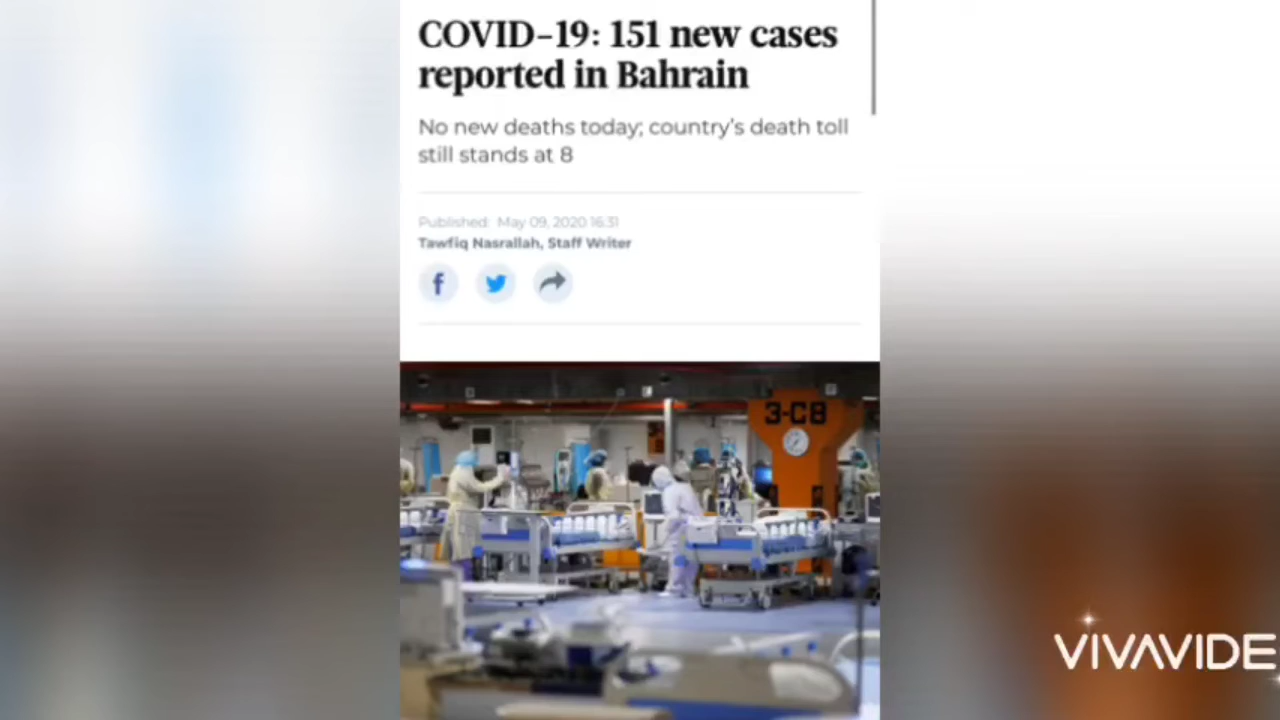 COVID-19: 151 new cases
reported in Bahrain
No new deaths today; country's death toll
still stands at 8
Published: May 09, 2020 16:31
Tawfiq Nasrallah, Staff Writer
3-C8
VIVAVIDE